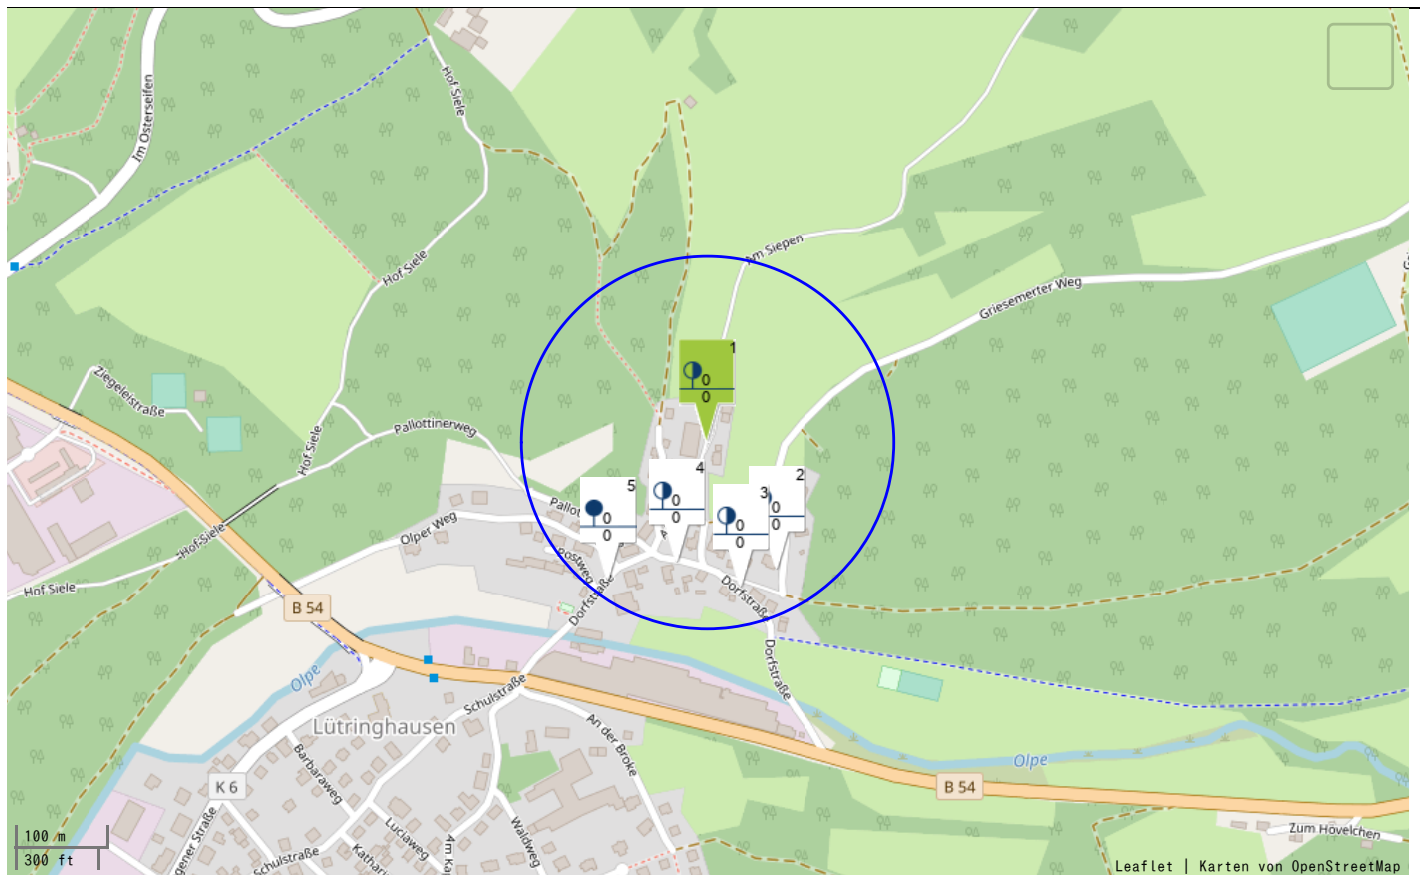 Im Osterseifen
Hof Siele
Am Siepen
Hof Siele
Griesemerter Weg
Ziegeleistraße
Pallottinerweg
Hof Siele
1
0
0
4
0
0
2
0
0
5
0
0
3
0
0
Olper Weg
Postweg
Hof Siele
Hof Siele
Dorfstraße
Dorfstraße
B 54
Dorfstraße
Olpe
Schulstraße
Lütringhausen
An der Broke
Olpe
Barbaraweg
K 6
B 54
Luciaweg
Waldweg
Schulstraße
Zum Hövelchen
100 m
300 ft
Leaflet | Karten von OpenStreetMap